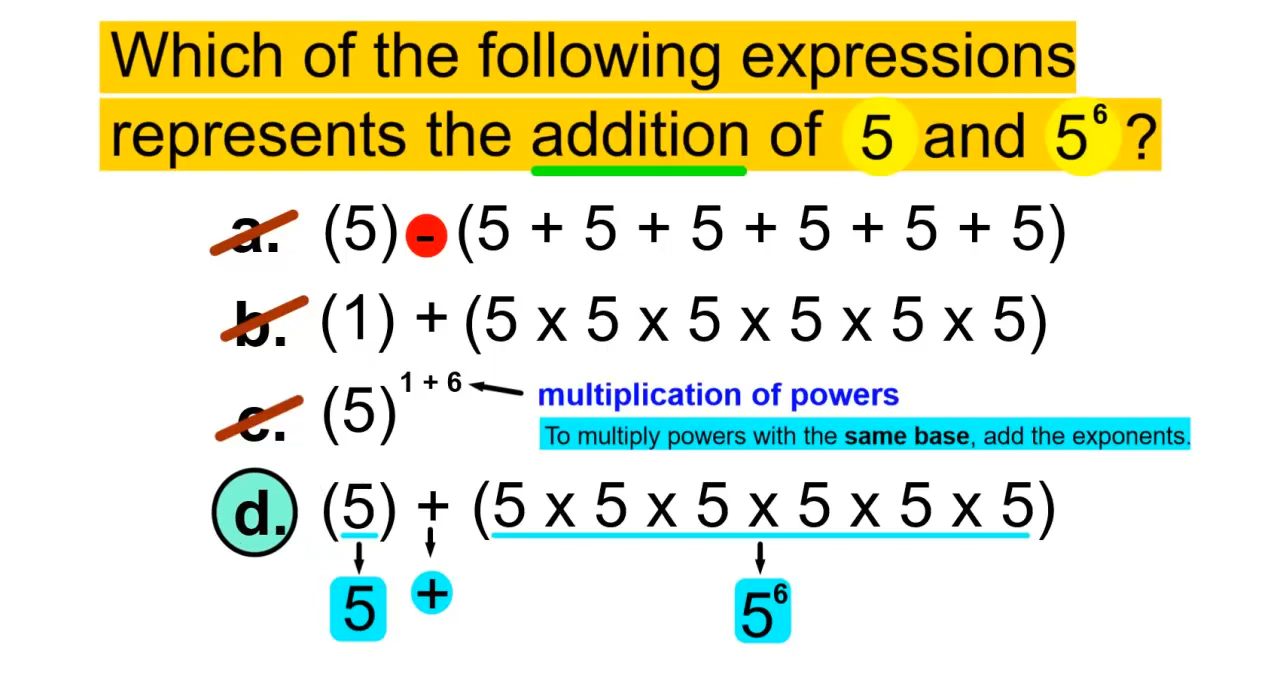 Which of the following expressions
represents the addition of 5 and 5⁶ ?
a. (5) - (5 + 5 + 5 + 5 + 5 + 5)
b. (1) + (5 x 5 x 5 x 5 x 5 x 5)
c. (5)¹ ⁺ ⁶ multiplication of powers
To multiply powers with the same base, add the exponents.
d. (5) + (5 x 5 x 5 x 5 x 5 x 5)
5 + 5⁶